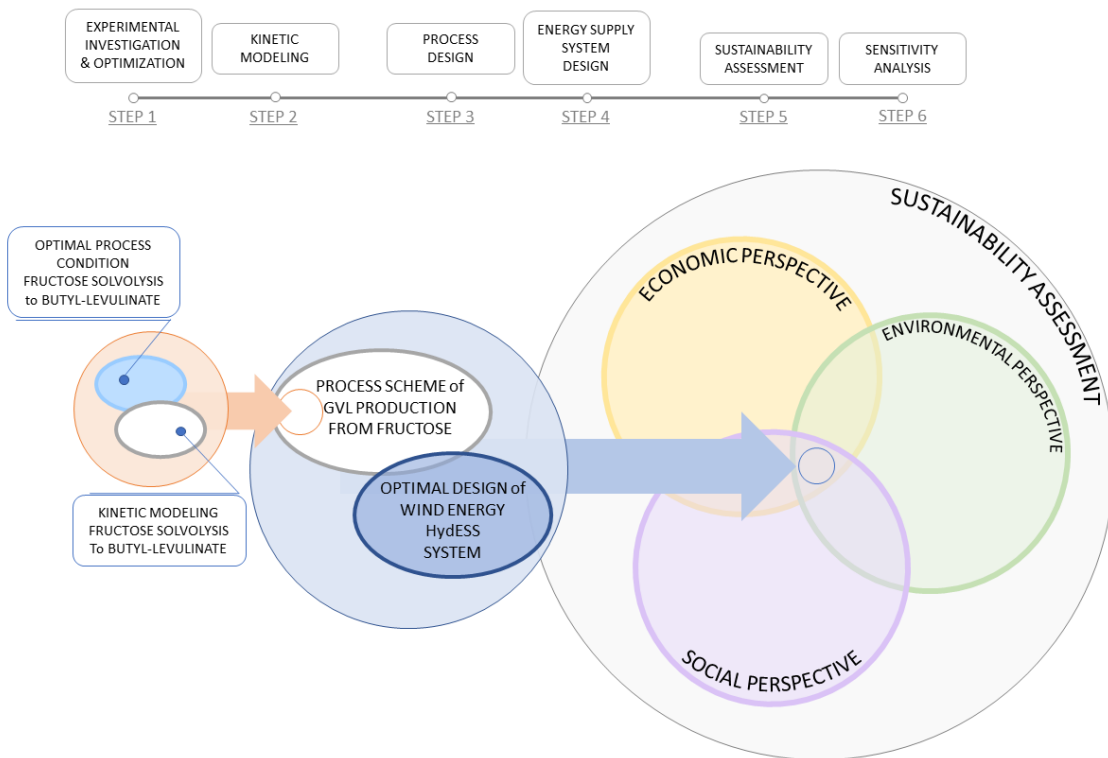 EXPERIMENTAL
INVESTIGATION
& OPTIMIZATION
KINETIC
MODELING
PROCESS
DESIGN
ENERGY SUPPLY
SYSTEM
DESIGN
SUSTAINABILITY
ASSESSMENT
SENSITIVITY
ANALYSIS
STEP 1
STEP 2
STEP 3
STEP 4
STEP 5
STEP 6
OPTIMAL PROCESS
CONDITION
FRUCTOSE SOLVOLYSIS
to BUTYL-LEVULINATE
KINETIC MODELING
FRUCTOSE SOLVOLYSIS
To BUTYL-LEVULINATE
PROCESS SCHEME of
GVL PRODUCTION
FROM FRUCTOSE
OPTIMAL DESIGN of
WIND ENERGY
HydESS
SYSTEM
SUSTAINABILITY ASSESSMENT
ECONOMIC PERSPECTIVE
ENVIRONMENTAL PERSPECTIVE
SOCIAL PERSPECTIVE